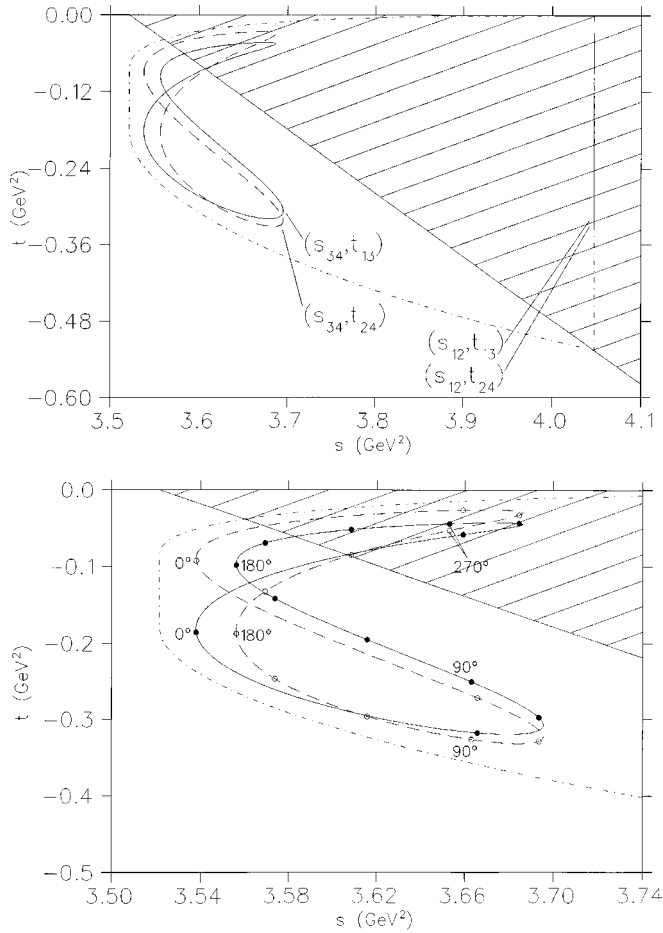 0.00
−0.12
−0.24
−0.36
−0.48
−0.60
t (GeV²)
(s₃₄,t₁₃)
(s₃₄,t₂₄)
(s₁₂,t₁₃)
(s₁₂,t₂₄)
3.5 3.6 3.7 3.8 3.9 4.0 4.1
s (GeV²)
0.0
−0.1
−0.2
−0.3
−0.4
−0.5
t (GeV²)
0° 180°
270°
0° 180°
90°
90°
3.50 3.54 3.58 3.62 3.66 3.70 3.74
s (GeV²)